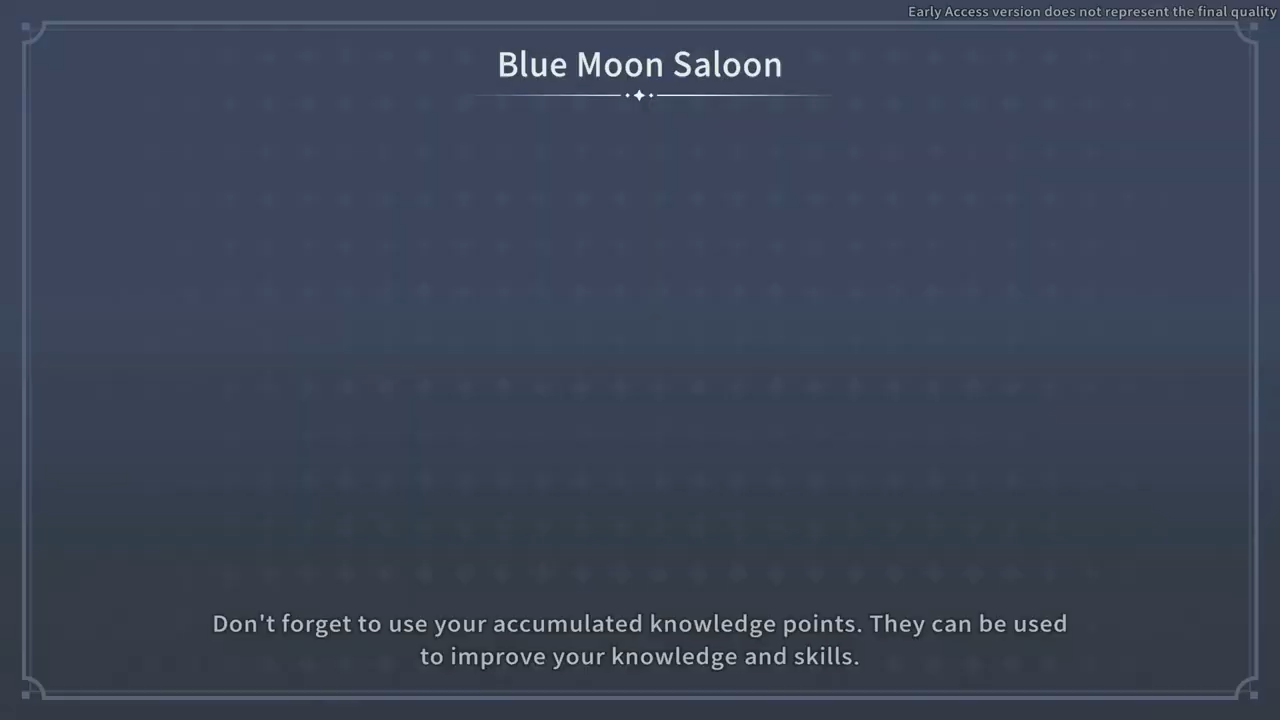 Early Access version does not represent the final quality
Blue Moon Saloon
Don't forget to use your accumulated knowledge points. They can be used
to improve your knowledge and skills.